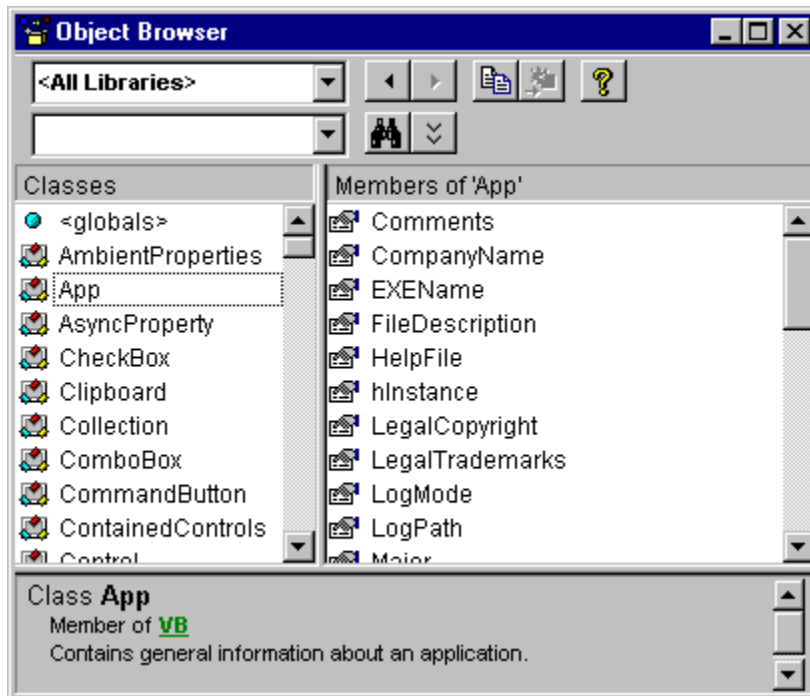 Object Browser
<All Libraries>
Classes
Members of 'App'
<globals>
AmbientProperties
App
AsyncProperty
CheckBox
Clipboard
Collection
ComboBox
CommandButton
ContainedControls
Control
Comments
CompanyName
EXEName
FileDescription
HelpFile
hInstance
LegalCopyright
LegalTrademarks
LogMode
LogPath
Major
Class App
Member of VB
Contains general information about an application.